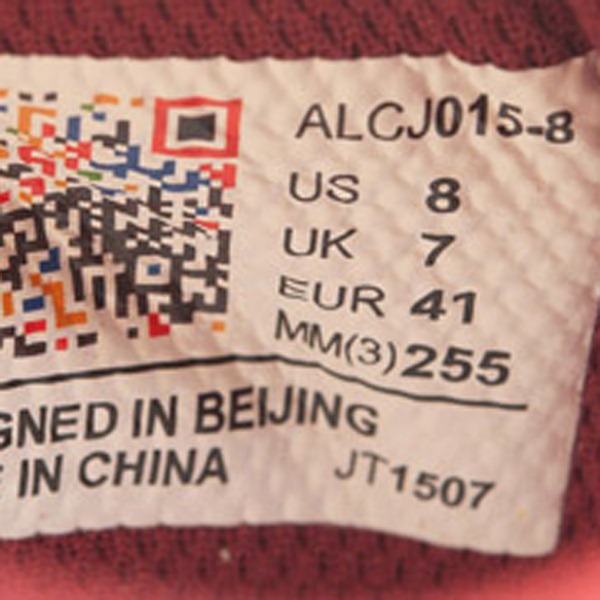 ALCJ015-8
US 8
UK 7
EUR 41
MM(3)255
GNED IN BEIJING
E IN CHINA
JT1507